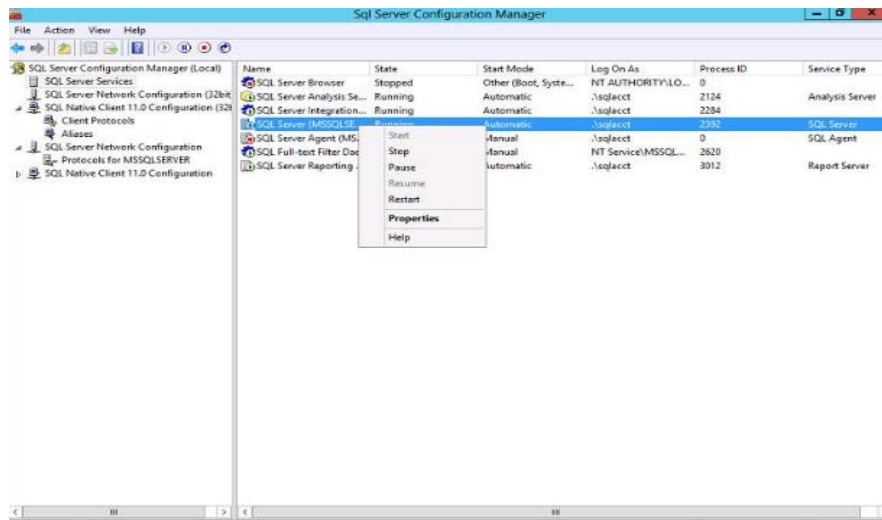 Sql Server Configuration Manager
File Action View Help
SQL Server Configuration Manager (Local)
SQL Server Services
SQL Server Network Configuration (32bit
SQL Native Client 11.0 Configuration (32b
Client Protocols
Aliases
SQL Server Network Configuration
Protocols for MSSQLSERVER
SQL Native Client 11.0 Configuration
Name State Start Mode Log On As Process ID Service Type
SQL Server Browser Stopped Other (Boot, Syste... NT AUTHORITY\LO... 0
SQL Server Analysis Se... Running Automatic .\sqlacct 2124 Analysis Server
SQL Server Integration... Running Automatic .\sqlacct 2284
SQL Server (MSSQLSE... Running Automatic .\sqlacct 2392 SQL Server
SQL Server Agent (MS... Manual .\sqlacct 0 SQL Agent
SQL Full-text Filter Dae Manual NT Service\MSSQL... 2620
SQL Server Reporting Automatic .\sqlacct 3012 Report Server
Start
Stop
Pause
Resume
Restart
Properties
Help